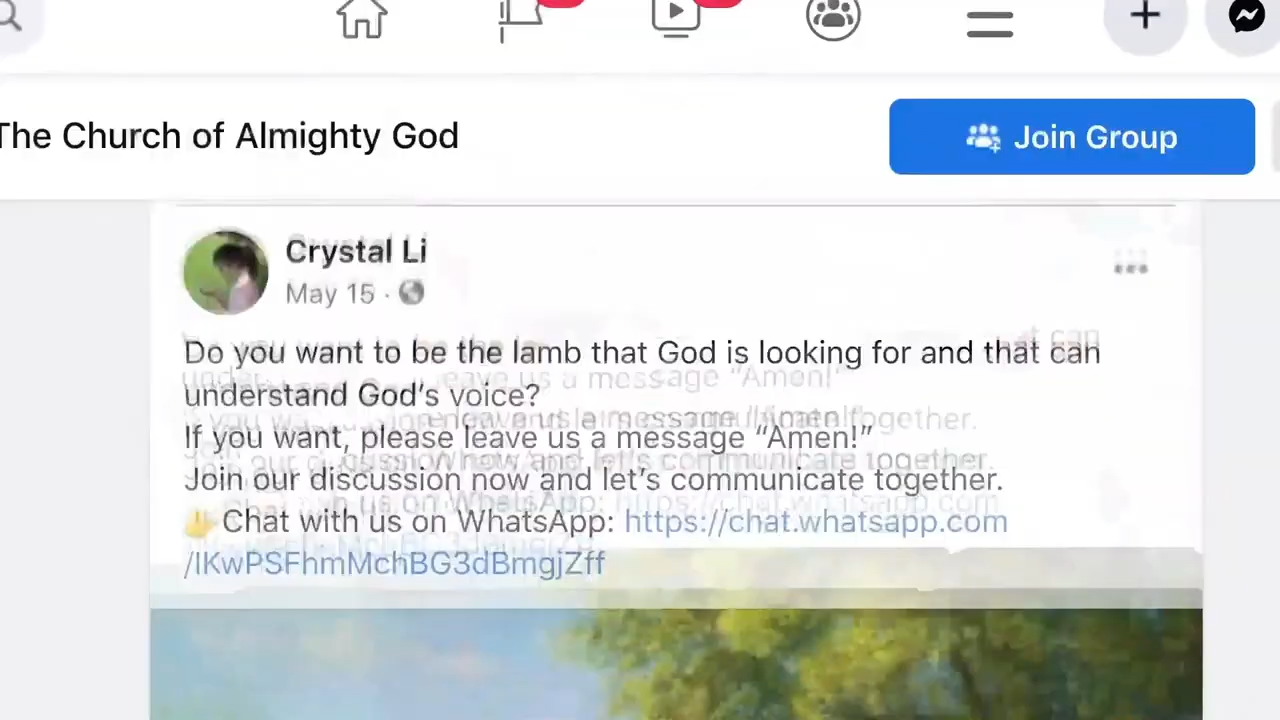 The Church of Almighty God
Join Group
Crystal Li
May 15 ·
Do you want to be the lamb that God is looking for and that can
understand God's voice?
If you want, please leave us a message “Amen!”
Join our discussion now and let's communicate together.
👉 Chat with us on WhatsApp: https://chat.whatsapp.com
/IKwPSFhmMchBG3dBmgjZff